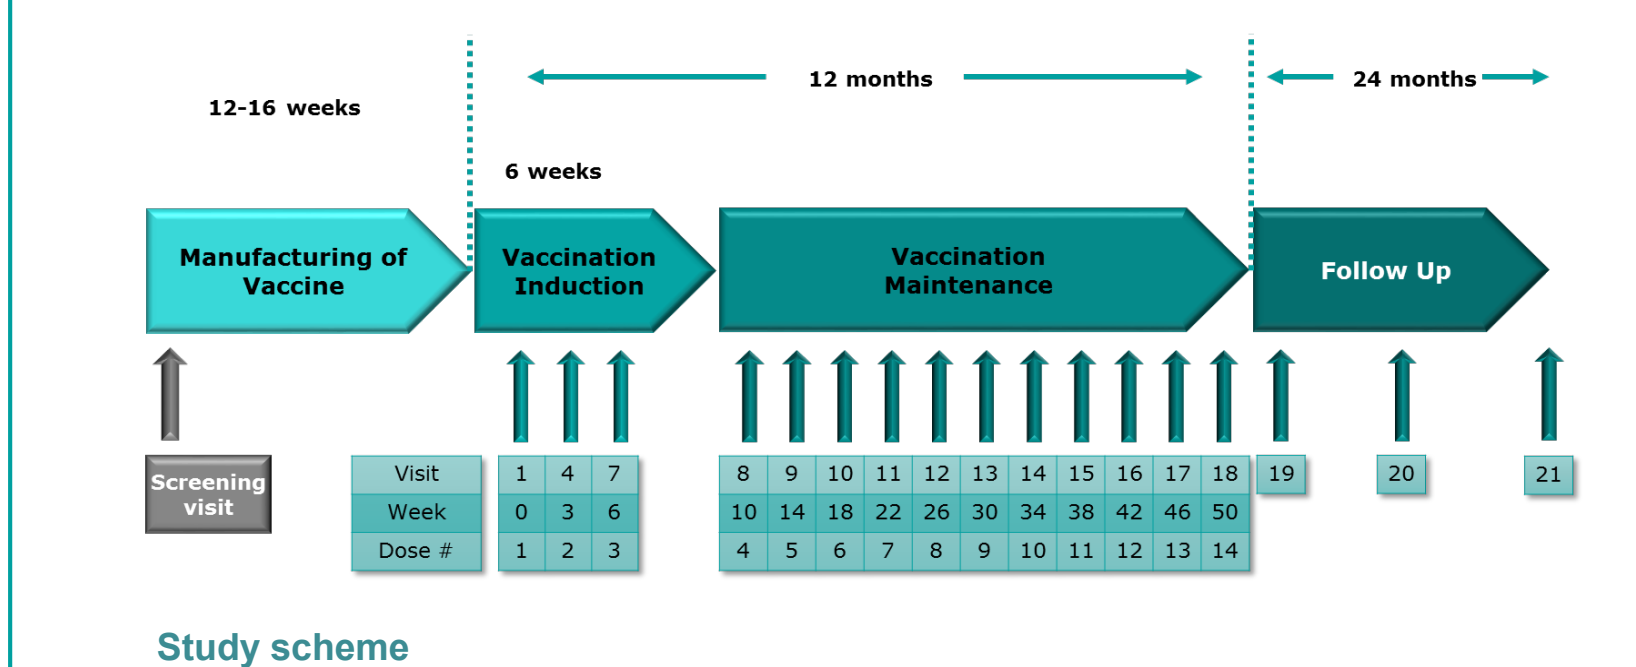 12 months
24 months
12-16 weeks
6 weeks
Manufacturing of
Vaccine
Vaccination
Induction
Vaccination
Maintenance
Follow Up
Screening
visit
Visit 1 4 7 8 9 10 11 12 13 14 15 16 17 18 19 20 21
Week 0 3 6 10 14 18 22 26 30 34 38 42 46 50
Dose # 1 2 3 4 5 6 7 8 9 10 11 12 13 14
Study scheme